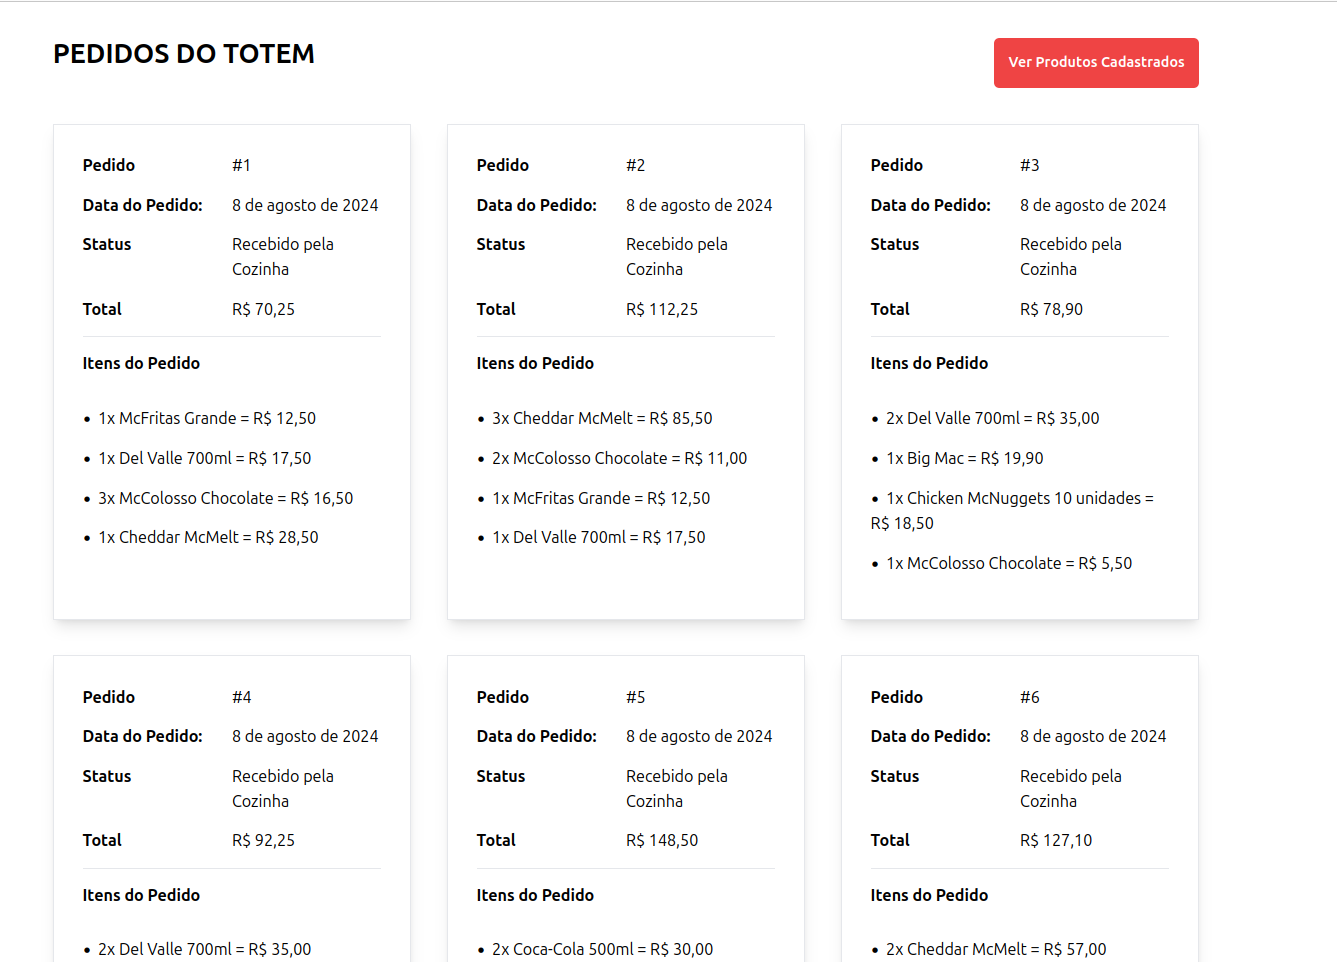 PEDIDOS DO TOTEM
Ver Produtos Cadastrados
Pedido #1
Data do Pedido: 8 de agosto de 2024
Status Recebido pela
Cozinha
Total R$ 70,25
Itens do Pedido
• 1x McFritas Grande = R$ 12,50
• 1x Del Valle 700ml = R$ 17,50
• 3x McColosso Chocolate = R$ 16,50
• 1x Cheddar McMelt = R$ 28,50
Pedido #2
Data do Pedido: 8 de agosto de 2024
Status Recebido pela
Cozinha
Total R$ 112,25
Itens do Pedido
• 3x Cheddar McMelt = R$ 85,50
• 2x McColosso Chocolate = R$ 11,00
• 1x McFritas Grande = R$ 12,50
• 1x Del Valle 700ml = R$ 17,50
Pedido #3
Data do Pedido: 8 de agosto de 2024
Status Recebido pela
Cozinha
Total R$ 78,90
Itens do Pedido
• 2x Del Valle 700ml = R$ 35,00
• 1x Big Mac = R$ 19,90
• 1x Chicken McNuggets 10 unidades =
R$ 18,50
• 1x McColosso Chocolate = R$ 5,50
Pedido #4
Data do Pedido: 8 de agosto de 2024
Status Recebido pela
Cozinha
Total R$ 92,25
Itens do Pedido
• 2x Del Valle 700ml = R$ 35,00
Pedido #5
Data do Pedido: 8 de agosto de 2024
Status Recebido pela
Cozinha
Total R$ 148,50
Itens do Pedido
• 2x Coca-Cola 500ml = R$ 30,00
Pedido #6
Data do Pedido: 8 de agosto de 2024
Status Recebido pela
Cozinha
Total R$ 127,10
Itens do Pedido
• 2x Cheddar McMelt = R$ 57,00